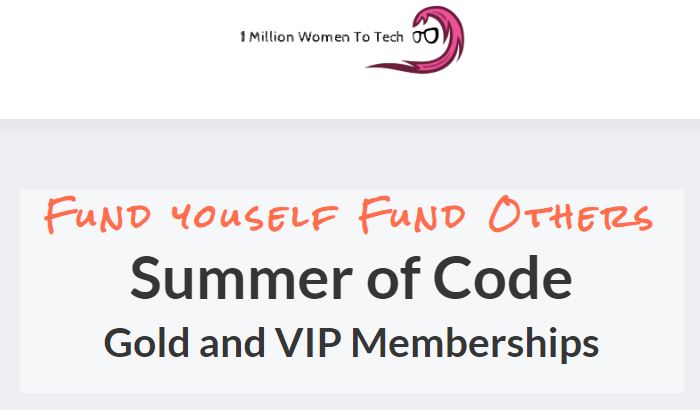 1 Million Women To Tech
Fund youself Fund Others
Summer of Code
Gold and VIP Memberships